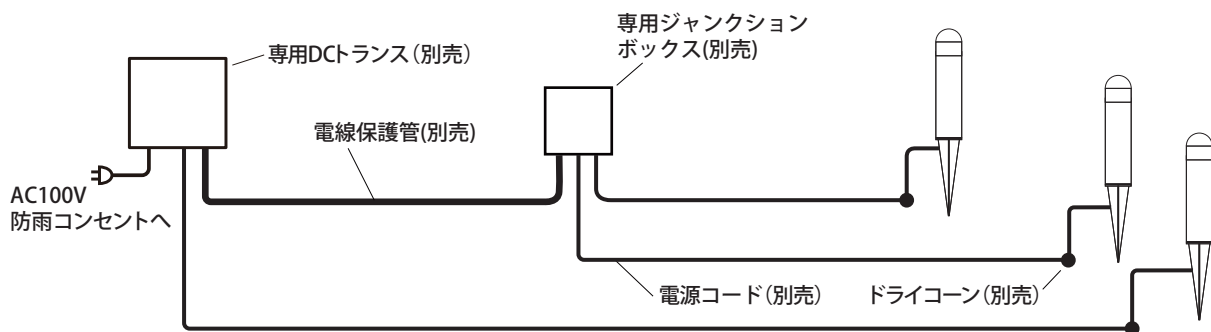 専用DCトランス（別売）
専用ジャンクション
ボックス(別売)
電線保護管(別売)
AC100V
防雨コンセントへ
電源コード（別売）
ドライコーン（別売）